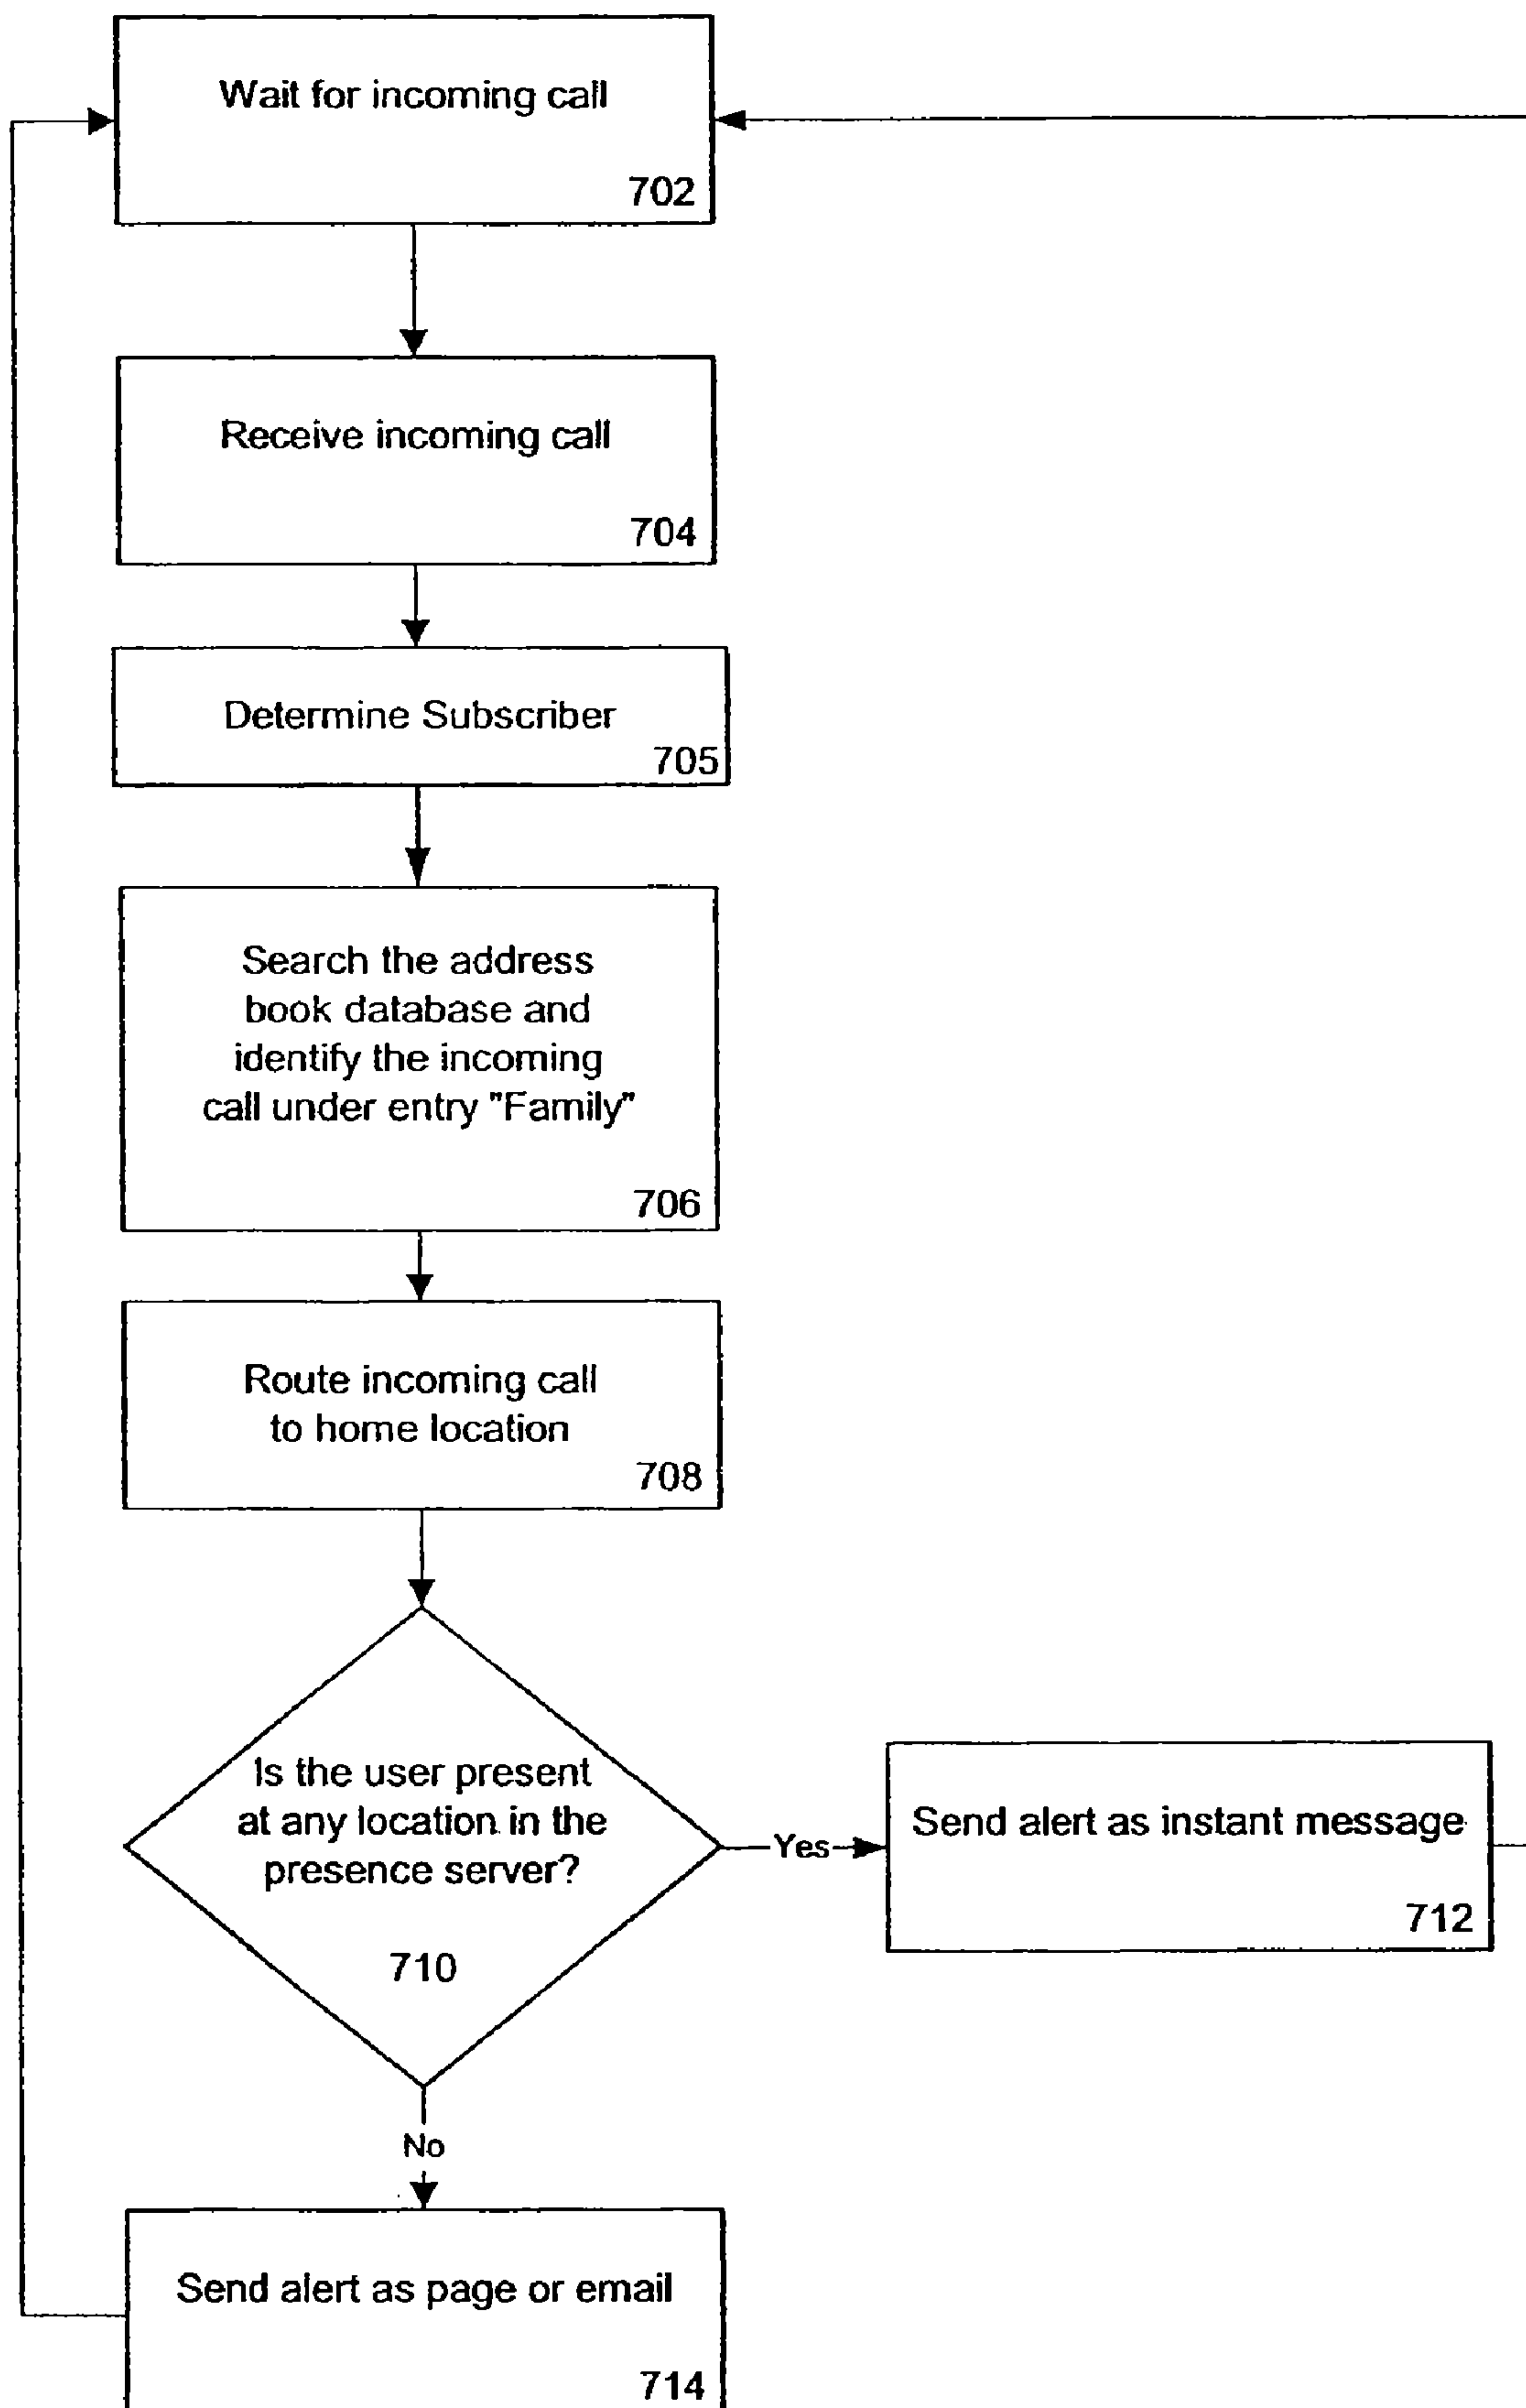 Wait for incoming call
702
Receive incoming call
704
Determine Subscriber
705
Search the address
book database and
identify the incoming
call under entry "Family"
706
Route incoming call
to home location
708
Is the user present
at any location in the
presence server?
710
Yes
Send alert as instant message
712
No
Send alert as page or email
714